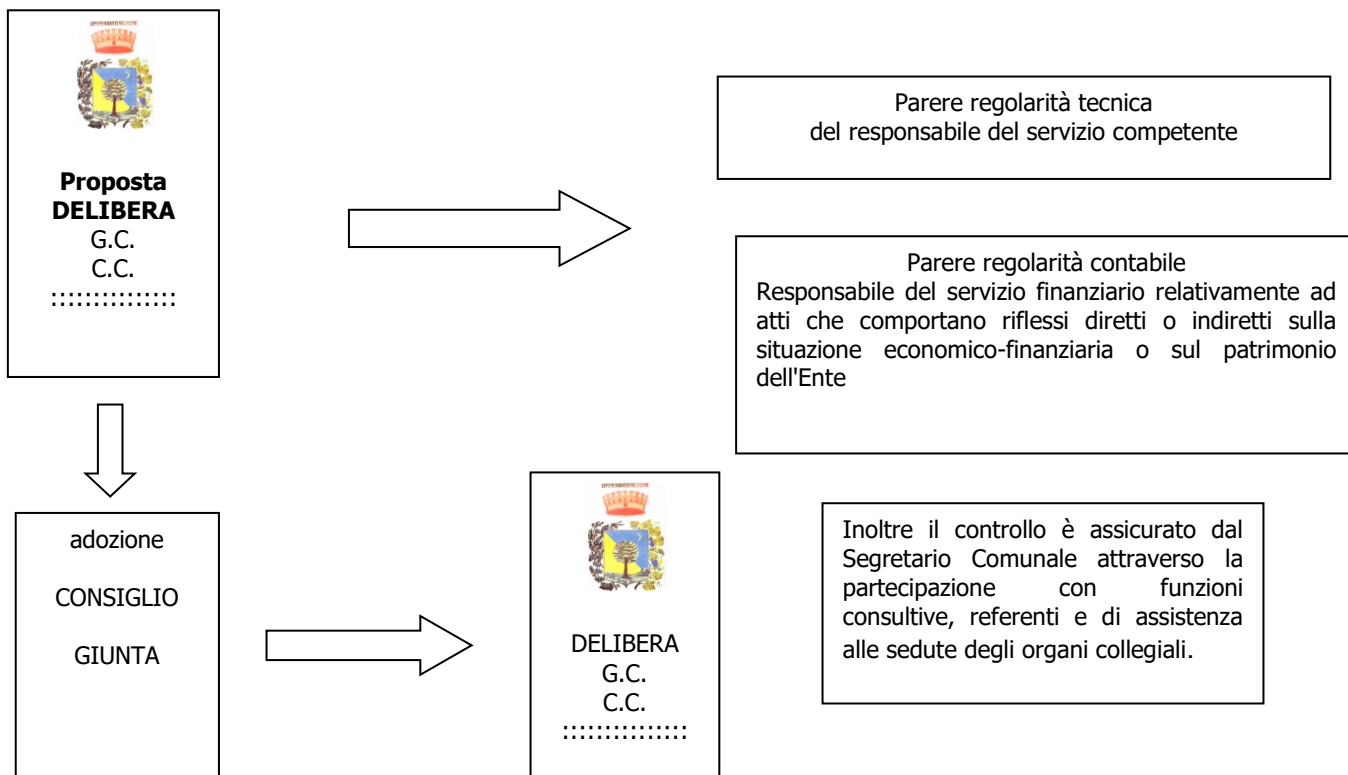 Proposta
DELIBERA
G.C.
C.C.
:::::::::::::::
Parere regolarità tecnica
del responsabile del servizio competente
Parere regolarità contabile
Responsabile del servizio finanziario relativamente ad
atti che comportano riflessi diretti o indiretti sulla
situazione economico-finanziaria o sul patrimonio
dell'Ente
adozione
CONSIGLIO
GIUNTA
DELIBERA
G.C.
C.C.
:::::::::::::::
Inoltre il controllo è assicurato dal
Segretario Comunale attraverso la
partecipazione con funzioni
consultive, referenti e di assistenza
alle sedute degli organi collegiali.